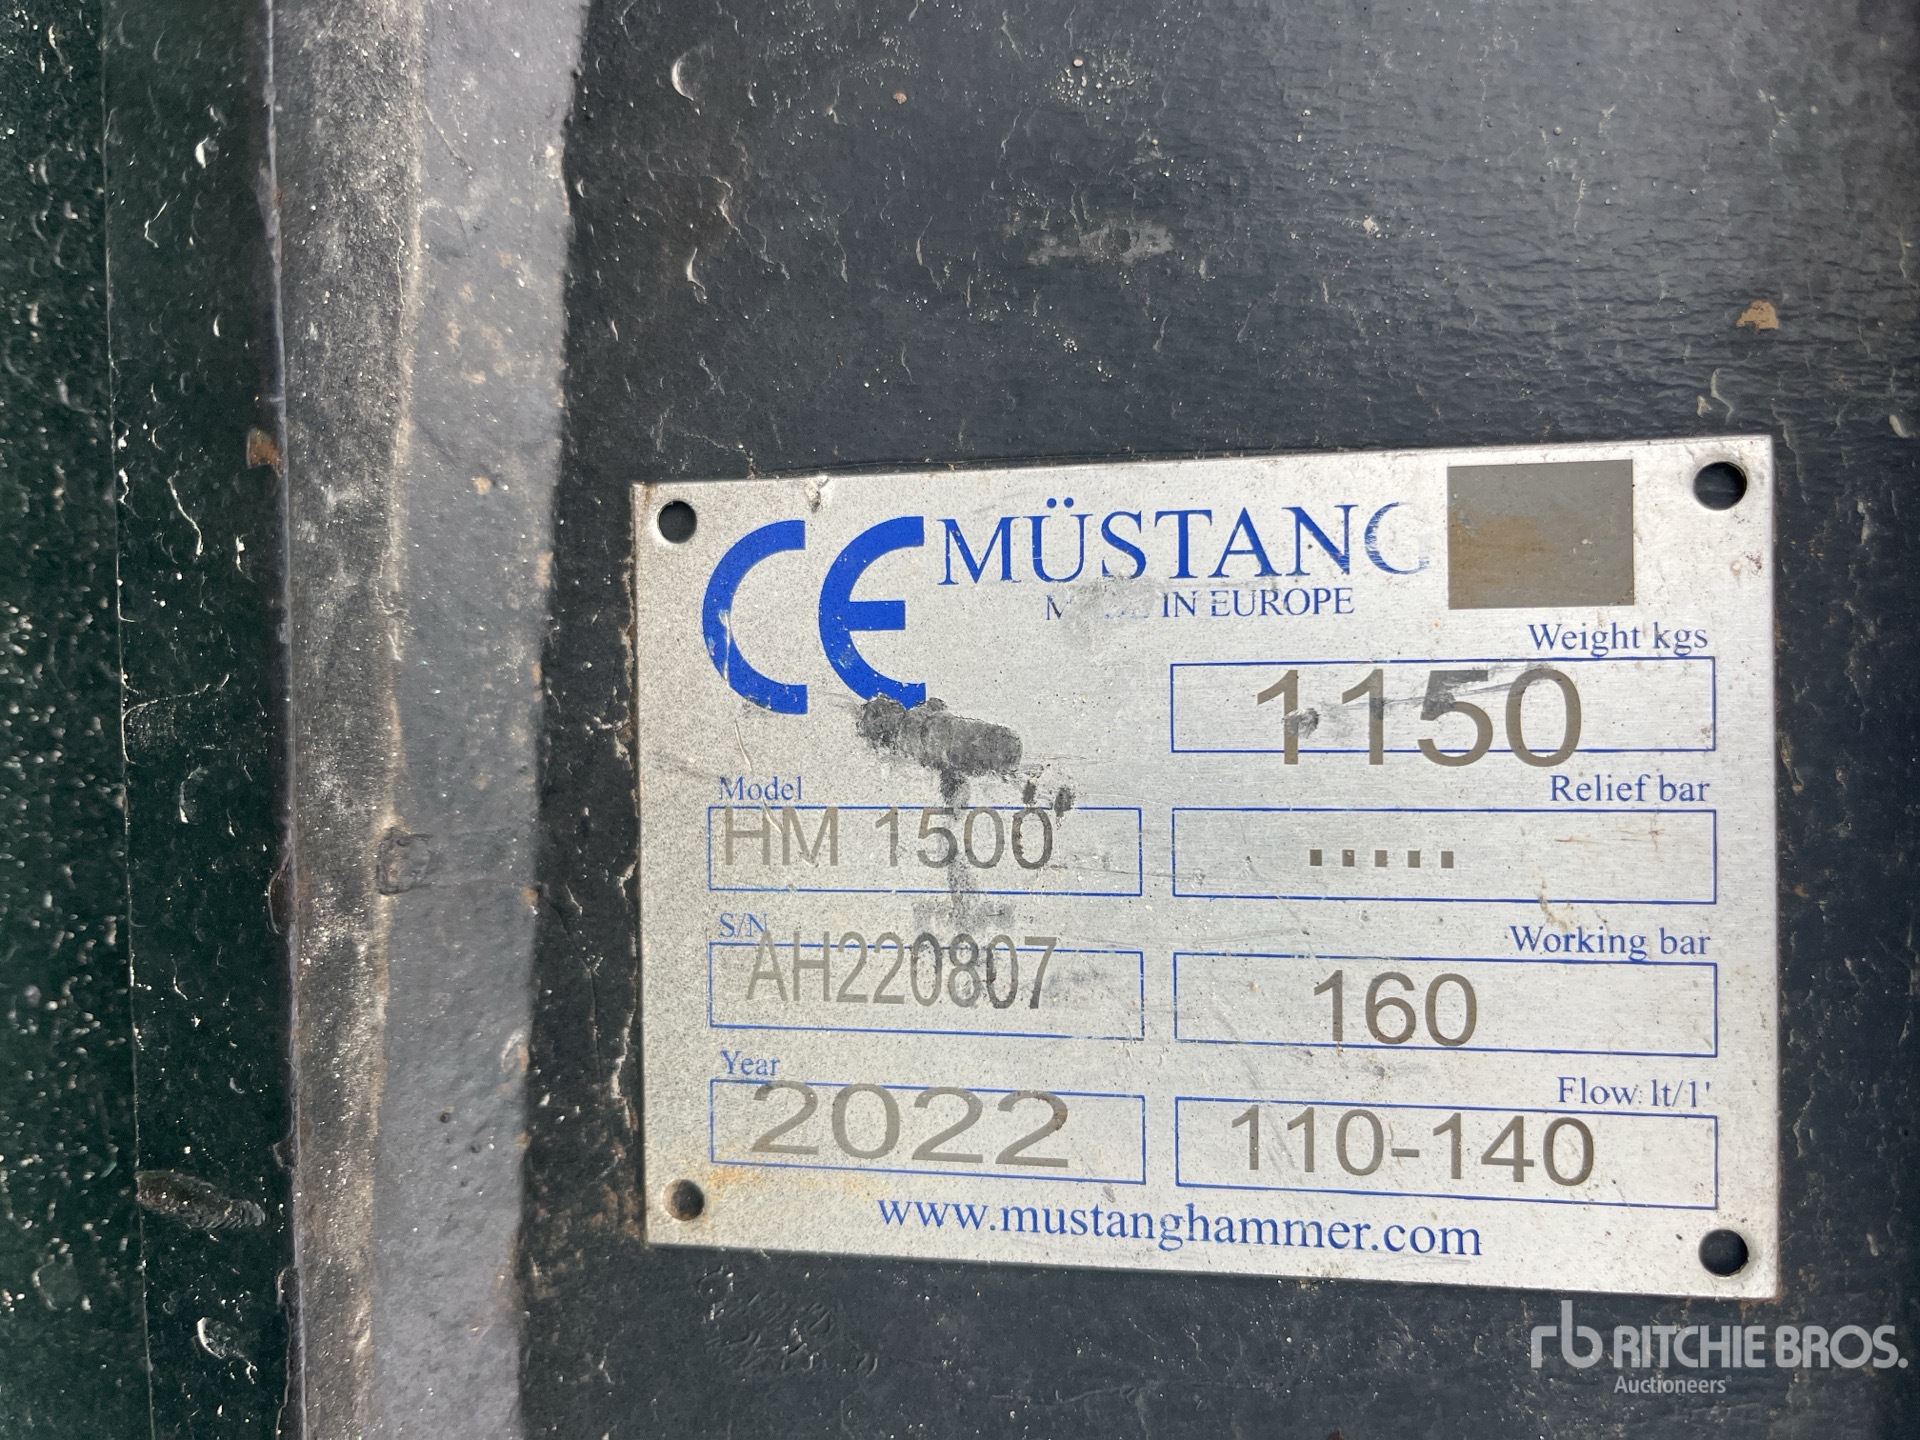 CE MÜSTANG
IN EUROPE
Weight kgs
1150
Model
HM 1500
Relief bar
.....
S/N
AH220807
Working bar
160
Year
2022
Flow lt/1'
110-140
www.mustanghammer.com
rb RITCHIE BROS.
Auctioneers